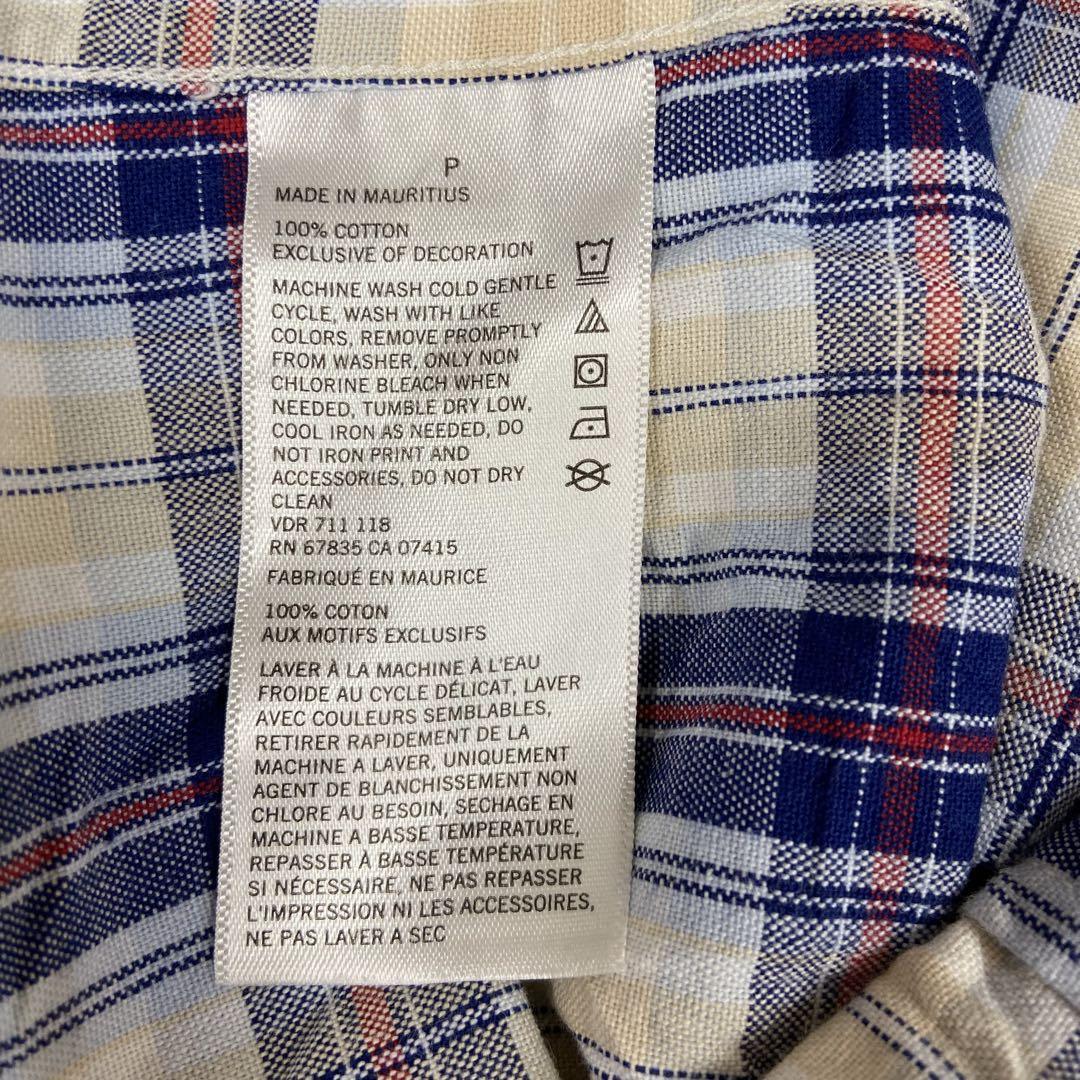 P
MADE IN MAURITIUS
100% COTTON
EXCLUSIVE OF DECORATION
MACHINE WASH COLD GENTLE
CYCLE, WASH WITH LIKE
COLORS, REMOVE PROMPTLY
FROM WASHER, ONLY NON
CHLORINE BLEACH WHEN
NEEDED, TUMBLE DRY LOW,
COOL IRON AS NEEDED, DO
NOT IRON PRINT AND
ACCESSORIES, DO NOT DRY
CLEAN
VDR 711 118
RN 67835 CA 07415
FABRIQUÉ EN MAURICE
100% COTON
AUX MOTIFS EXCLUSIFS
LAVER À LA MACHINE À L'EAU
FROIDE AU CYCLE DÉLICAT, LAVER
AVEC COULEURS SEMBLABLES,
RETIRER RAPIDEMENT DE LA
MACHINE A LAVER, UNIQUEMENT
AGENT DE BLANCHISSEMENT NON
CHLORE AU BESOIN, SECHAGE EN
MACHINE A BASSE TEMPERATURE,
REPASSER À BASSE TEMPÉRATURE
SI NÉCESSAIRE, NE PAS REPASSER
L'IMPRESSION NI LES ACCESSOIRES,
NE PAS LAVER A SEC